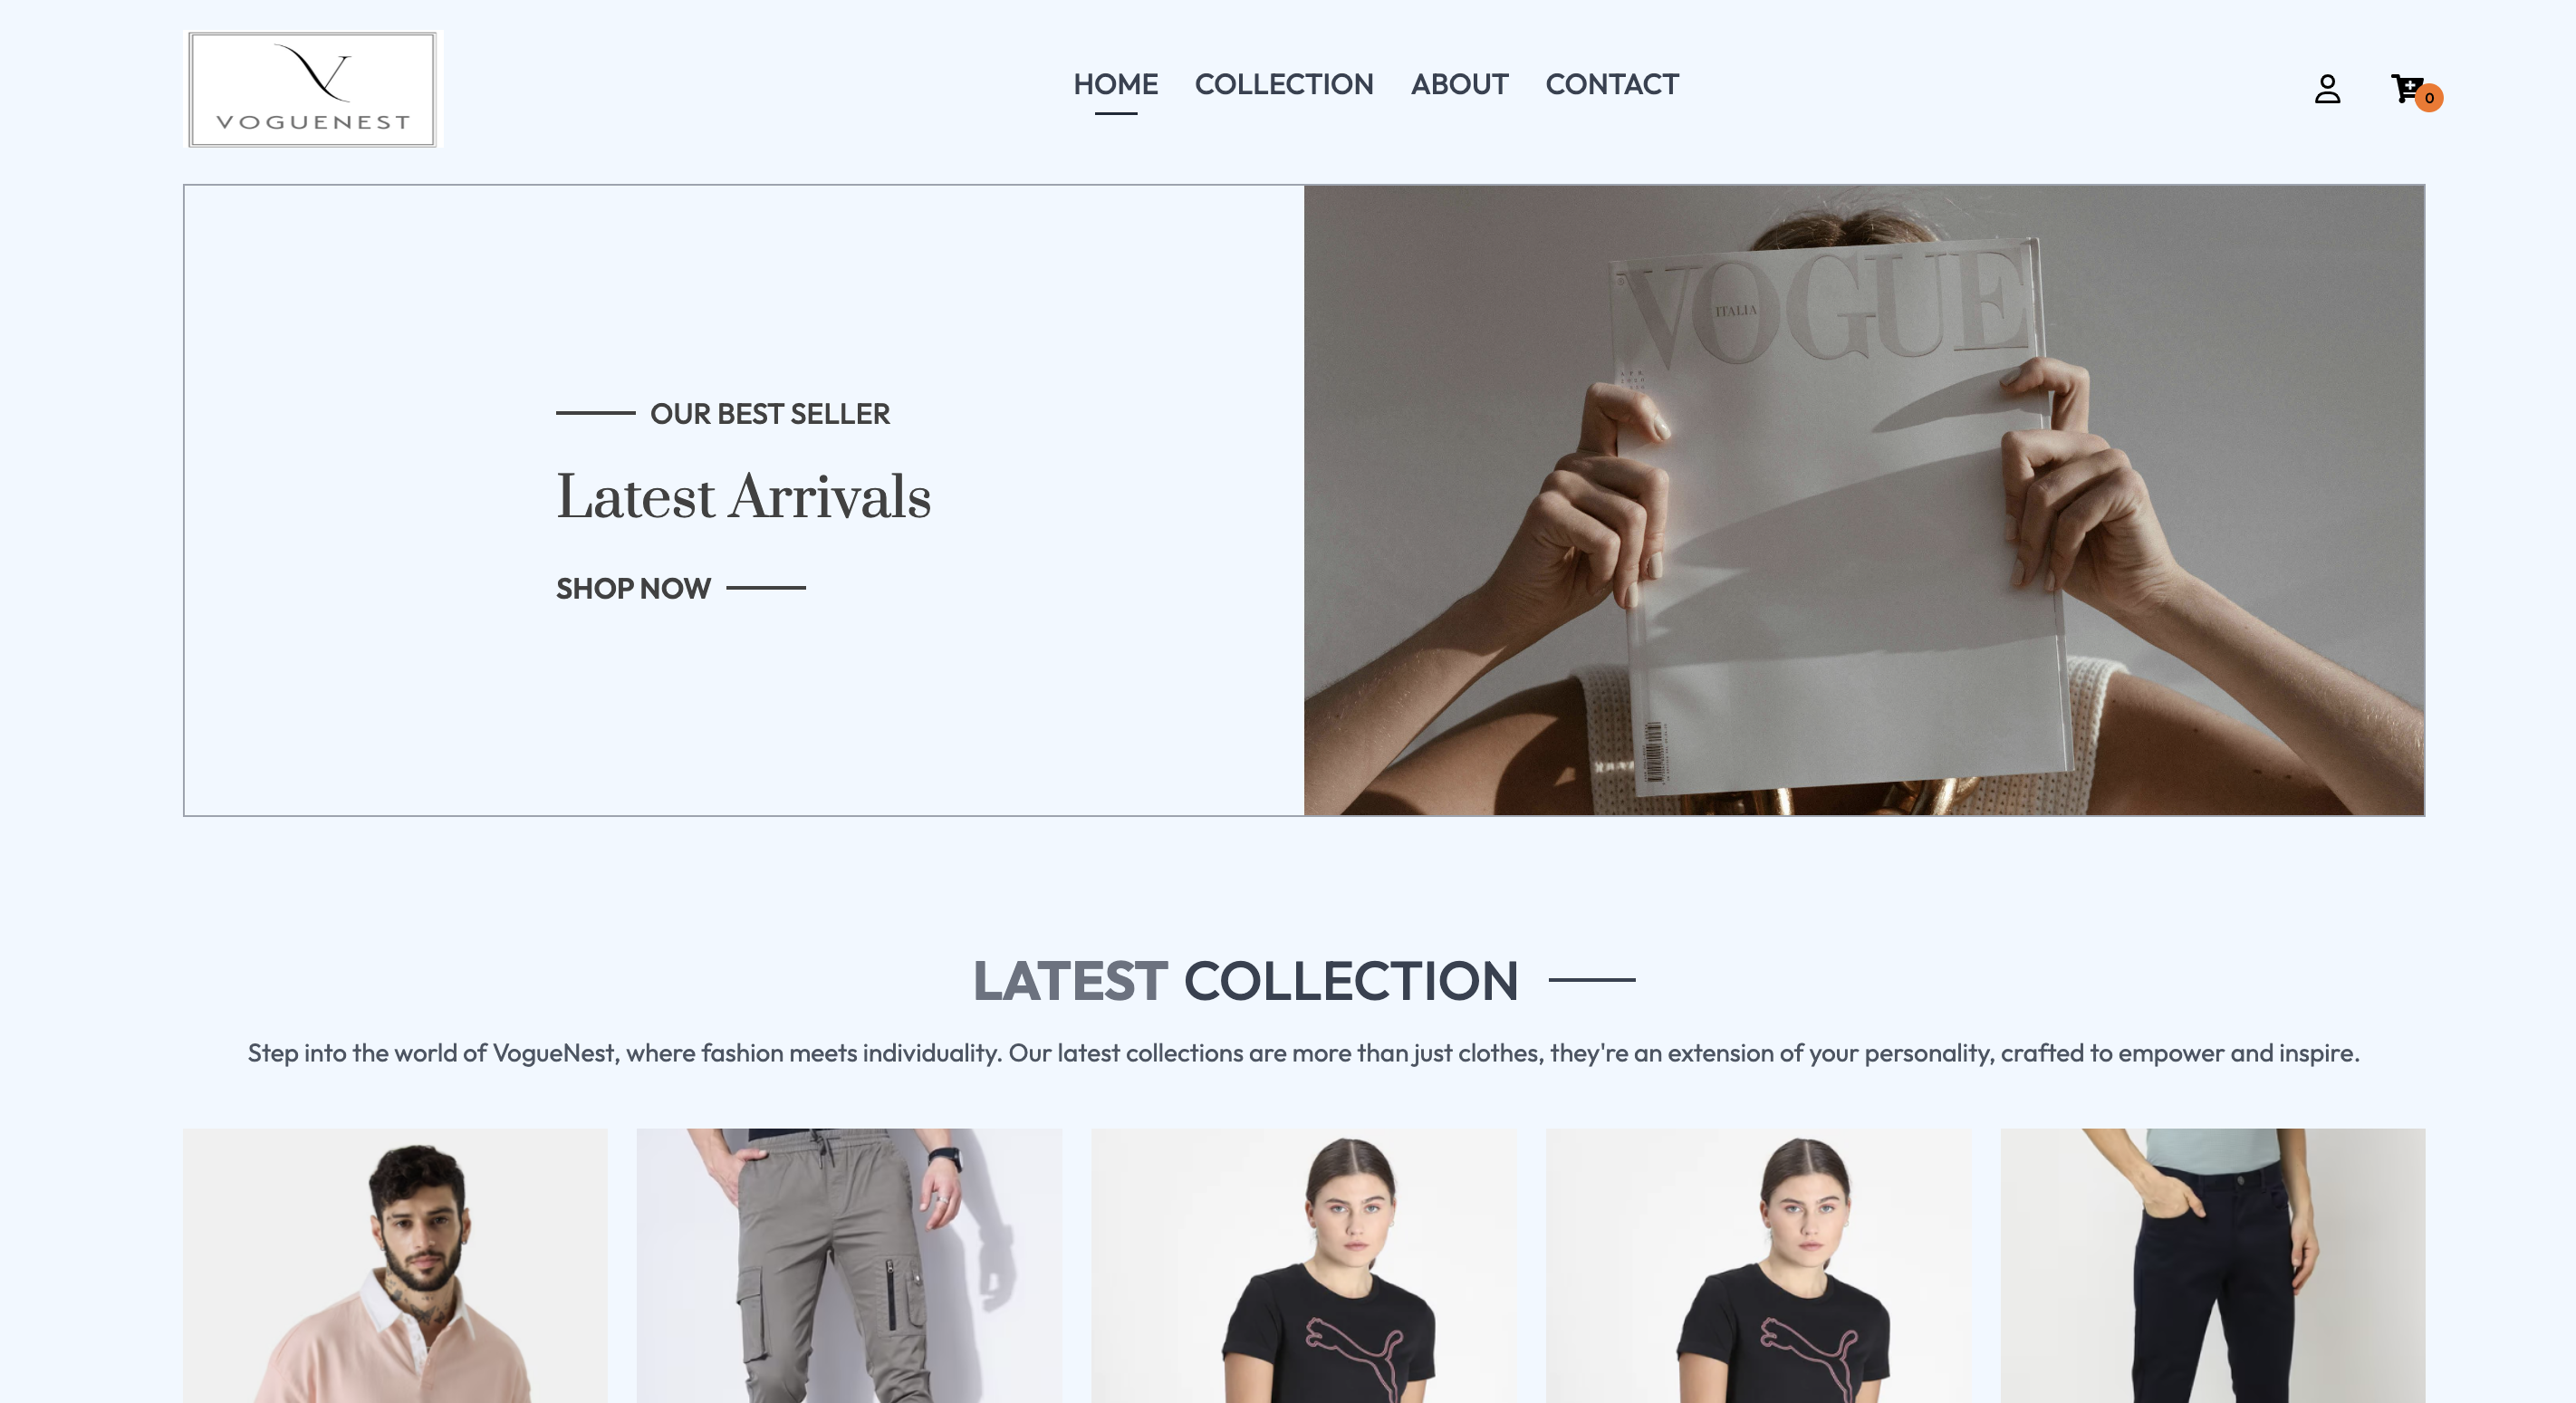 VOGUENEST
HOME COLLECTION ABOUT CONTACT
0
OUR BEST SELLER
Latest Arrivals
SHOP NOW
VOGUE
ITALIA
LATEST COLLECTION
Step into the world of VogueNest, where fashion meets individuality. Our latest collections are more than just clothes, they're an extension of your personality, crafted to empower and inspire.